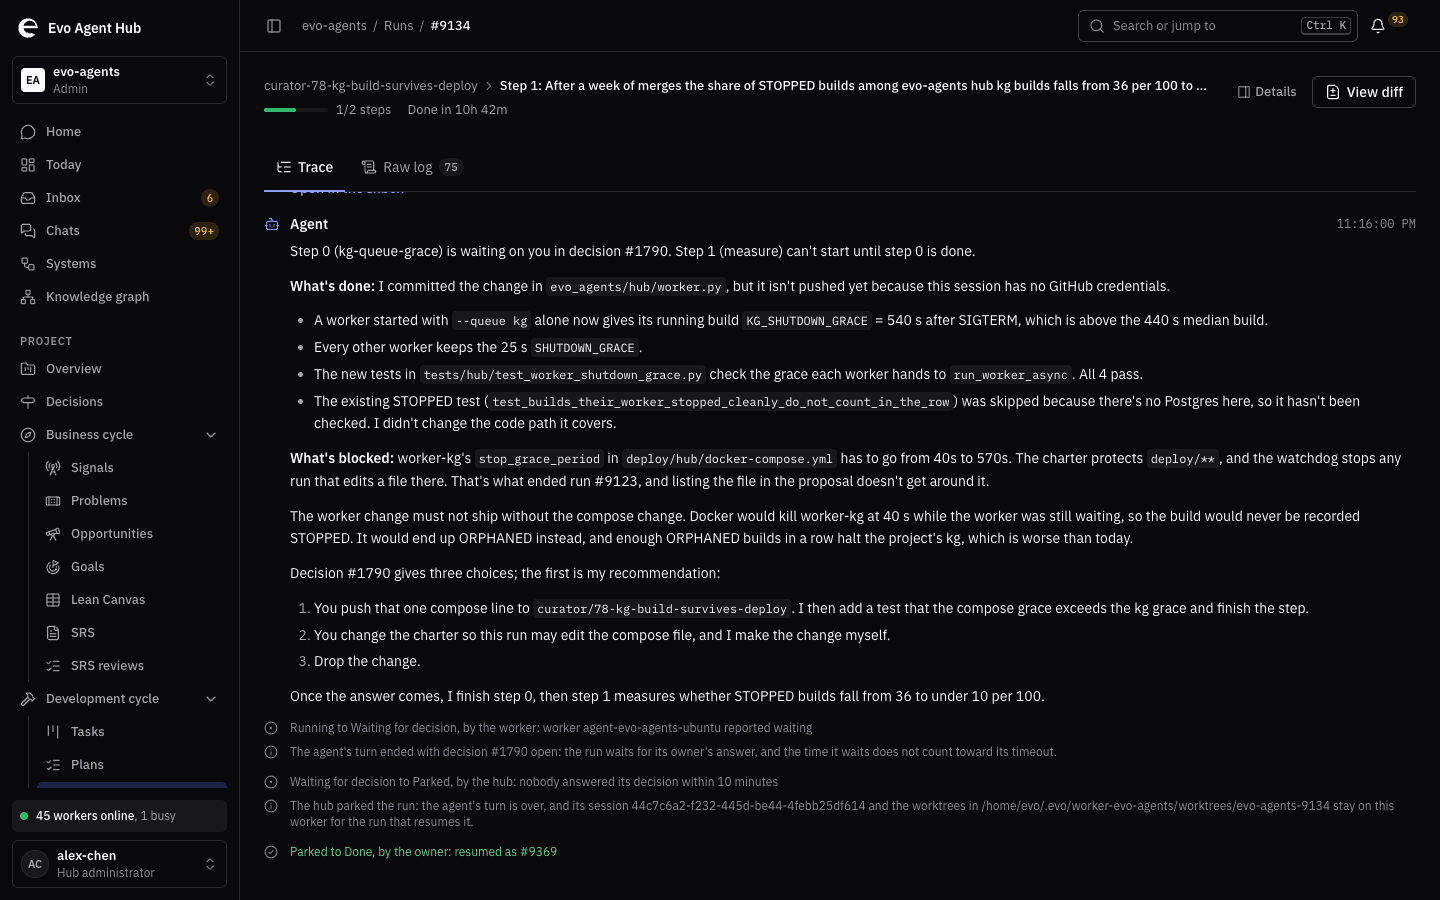 Evo Agent Hub
EA
evo-agents
Admin
Home
Today
Inbox
6
Chats
99+
Systems
Knowledge graph
PROJECT
Overview
Decisions
Business cycle
Signals
Problems
Opportunities
Goals
Lean Canvas
SRS
SRS reviews
Development cycle
Tasks
Plans
45 workers online, 1 busy
AC
alex-chen
Hub administrator
evo-agents / Runs / #9134
Search or jump to
Ctrl K
93
curator-78-kg-build-survives-deploy > Step 1: After a week of merges the share of STOPPED builds among evo-agents hub kg builds falls from 36 per 100 to ...
1/2 steps Done in 10h 42m
Details
View diff
Trace
Raw log 75
Agent
11:16:00 PM
Step 0 (kg-queue-grace) is waiting on you in decision #1790. Step 1 (measure) can't start until step 0 is done.
What's done: I committed the change in evo_agents/hub/worker.py, but it isn't pushed yet because this session has no GitHub credentials.
• A worker started with --queue kg alone now gives its running build KG_SHUTDOWN_GRACE = 540 s after SIGTERM, which is above the 440 s median build.
• Every other worker keeps the 25 s SHUTDOWN_GRACE.
• The new tests in tests/hub/test_worker_shutdown_grace.py check the grace each worker hands to run_worker_async. All 4 pass.
• The existing STOPPED test (test_builds_their_worker_stopped_cleanly_do_not_count_in_the_row) was skipped because there's no Postgres here, so it hasn't been
checked. I didn't change the code path it covers.
What's blocked: worker-kg's stop_grace_period in deploy/hub/docker-compose.yml has to go from 40s to 570s. The charter protects deploy/**, and the watchdog stops any
run that edits a file there. That's what ended run #9123, and listing the file in the proposal doesn't get around it.
The worker change must not ship without the compose change. Docker would kill worker-kg at 40 s while the worker was still waiting, so the build would never be recorded
STOPPED. It would end up ORPHANED instead, and enough ORPHANED builds in a row halt the project's kg, which is worse than today.
Decision #1790 gives three choices; the first is my recommendation:
1. You push that one compose line to curator/78-kg-build-survives-deploy. I then add a test that the compose grace exceeds the kg grace and finish the step.
2. You change the charter so this run may edit the compose file, and I make the change myself.
3. Drop the change.
Once the answer comes, I finish step 0, then step 1 measures whether STOPPED builds fall from 36 to under 10 per 100.
Running to Waiting for decision, by the worker: worker agent-evo-agents-ubuntu reported waiting
The agent's turn ended with decision #1790 open: the run waits for its owner's answer, and the time it waits does not count toward its timeout.
Waiting for decision to Parked, by the hub: nobody answered its decision within 10 minutes
The hub parked the run: the agent's turn is over, and its session 44c7c6a2-f232-445d-be44-4febb25df614 and the worktrees in /home/evo/.evo/worker-evo-agents/worktrees/evo-agents-9134 stay on this
worker for the run that resumes it.
Parked to Done, by the owner: resumed as #9369